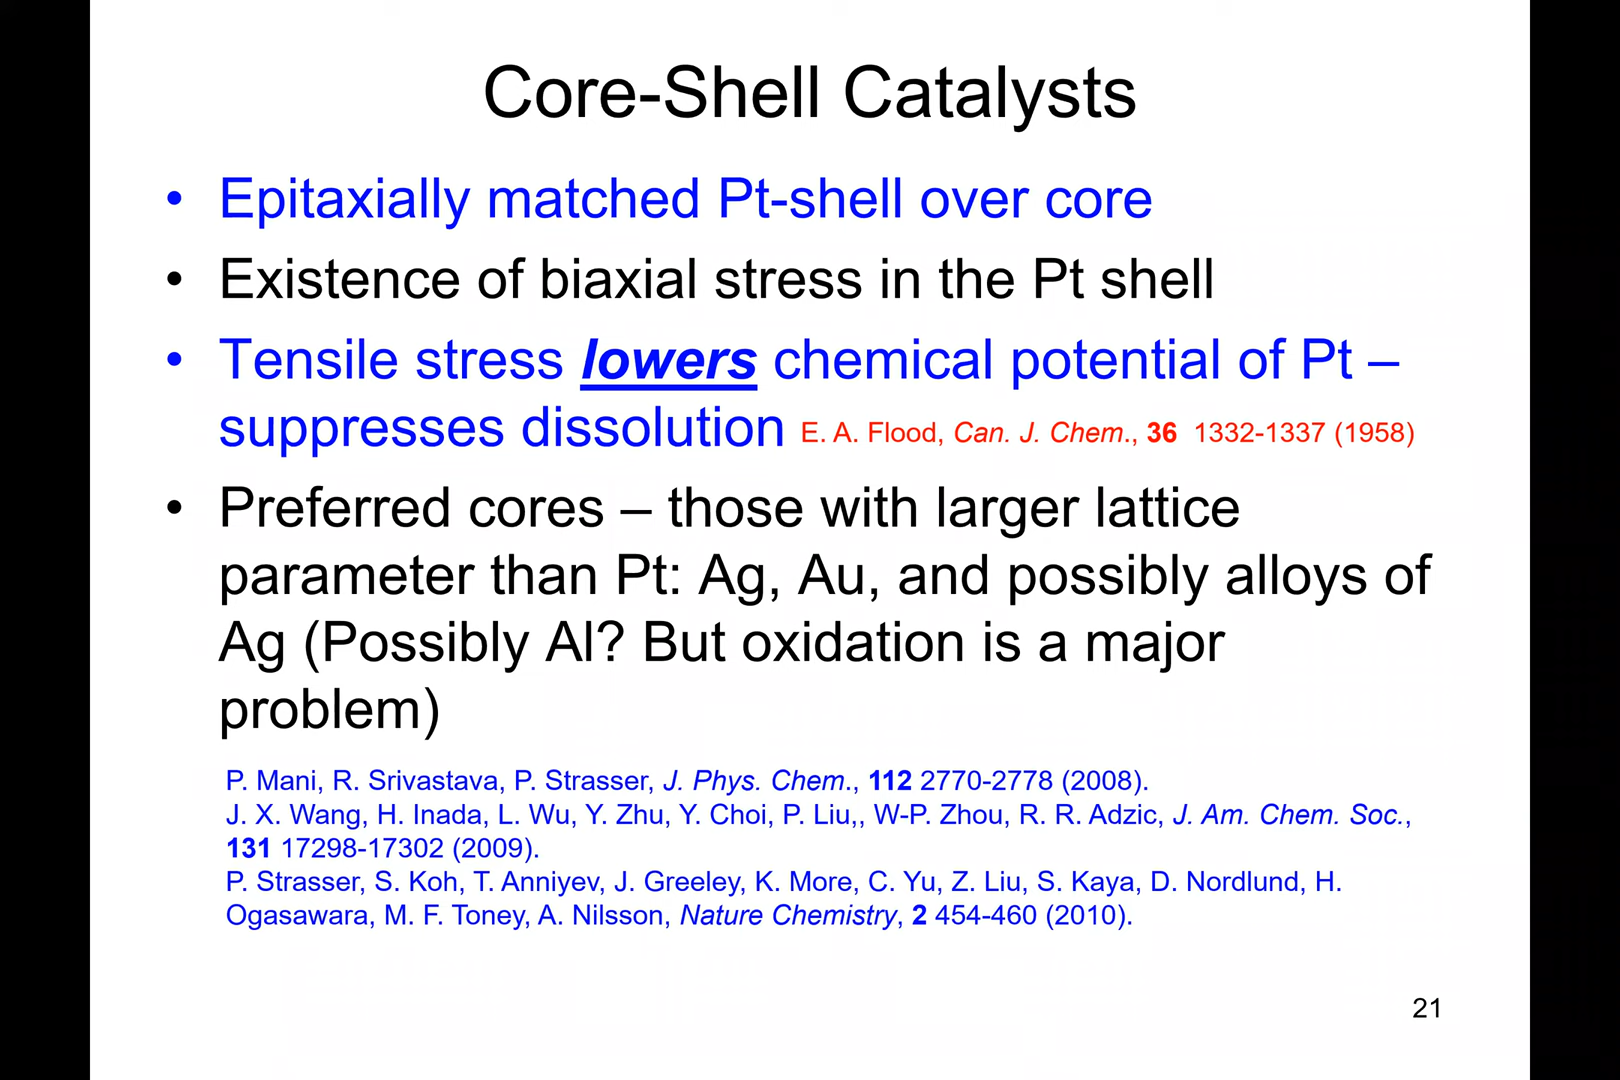 Core-Shell Catalysts
• Epitaxially matched Pt-shell over core
• Existence of biaxial stress in the Pt shell
• Tensile stress lowers chemical potential of Pt –
suppresses dissolution E. A. Flood, Can. J. Chem., 36 1332-1337 (1958)
• Preferred cores – those with larger lattice
parameter than Pt: Ag, Au, and possibly alloys of
Ag (Possibly Al? But oxidation is a major
problem)
P. Mani, R. Srivastava, P. Strasser, J. Phys. Chem., 112 2770-2778 (2008).
J. X. Wang, H. Inada, L. Wu, Y. Zhu, Y. Choi, P. Liu,, W-P. Zhou, R. R. Adzic, J. Am. Chem. Soc.,
131 17298-17302 (2009).
P. Strasser, S. Koh, T. Anniyev, J. Greeley, K. More, C. Yu, Z. Liu, S. Kaya, D. Nordlund, H.
Ogasawara, M. F. Toney, A. Nilsson, Nature Chemistry, 2 454-460 (2010).
21